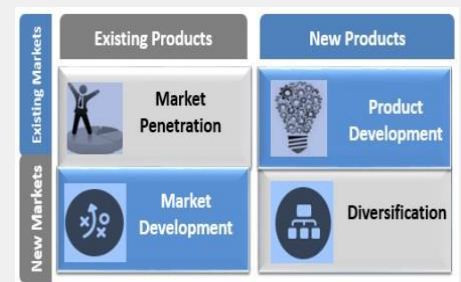 Existing Products
New Products
Existing Markets
Market
Penetration
Product
Development
New Markets
Market
Development
Diversification